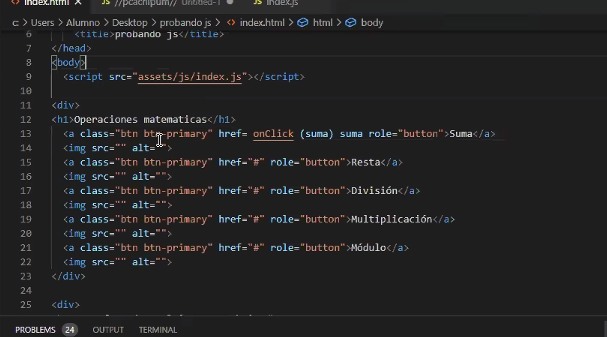 index.html //pcachipum// Untitled-1 index.js
c > Users > Alumno > Desktop > probando js > index.html > html > body
6 <title>probando js</title>
7 </head>
8 <body>
9 <script src="assets/js/index.js"></script>
10
11 <div>
12 <h1>Operaciones matematicas</h1>
13 <a class="btn btn-primary" href= onClick (suma) suma role="button">Suma</a>
14 <img src="" alt="">
15 <a class="btn btn-primary" href="#" role="button">Resta</a>
16 <img src="" alt="">
17 <a class="btn btn-primary" href="#" role="button">División</a>
18 <img src="" alt="">
19 <a class="btn btn-primary" href="#" role="button">Multiplicación</a>
20 <img src="" alt="">
21 <a class="btn btn-primary" href="#" role="button">Módulo</a>
22 <img src="" alt="">
23 </div>
24
25 <div>
PROBLEMS 24 OUTPUT TERMINAL